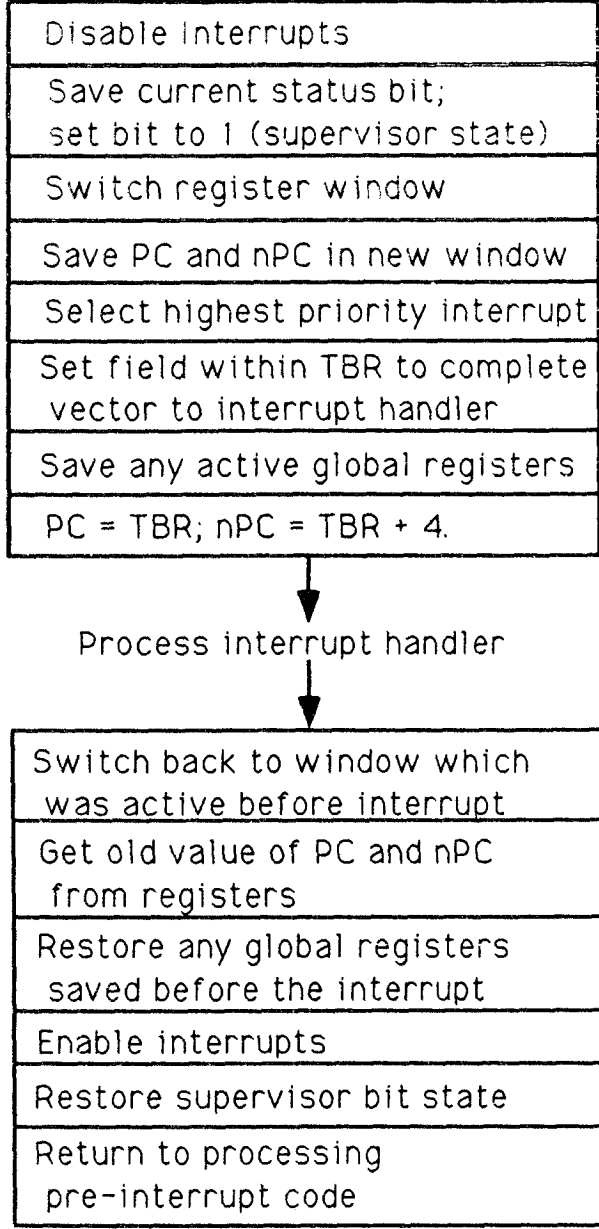 Disable Interrupts
Save current status bit;
set bit to 1 (supervisor state)
Switch register window
Save PC and nPC in new window
Select highest priority interrupt
Set field within TBR to complete
vector to interrupt handler
Save any active global registers
PC = TBR; nPC = TBR + 4.
Process interrupt handler
Switch back to window which
was active before interrupt
Get old value of PC and nPC
from registers
Restore any global registers
saved before the interrupt
Enable interrupts
Restore supervisor bit state
Return to processing
pre-interrupt code